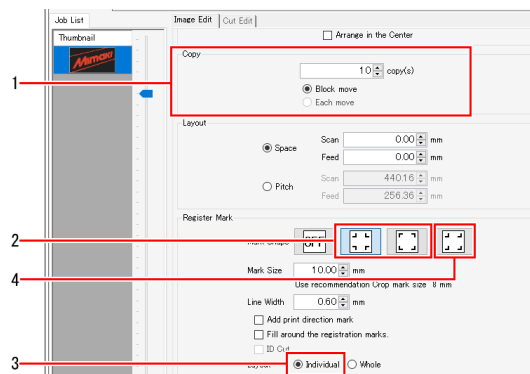 Job List
Image Edit
Cut Edit
Thumbnail
Mimaki
Arrange in the Center
1
Copy
10 copy(s)
Block move
Each move
Layout
Space
Scan 0.00 mm
Feed 0.00 mm
Pitch
Scan 440.16 mm
Feed 256.36 mm
Register Mark
2
Mark Shape OFF
4
Mark Size 10.00 mm
Use recommendation Crop mark size 8 mm
Line Width 0.60 mm
Add print direction mark
Fill around the registration marks.
ID Cut
3
Layout Individual Whole